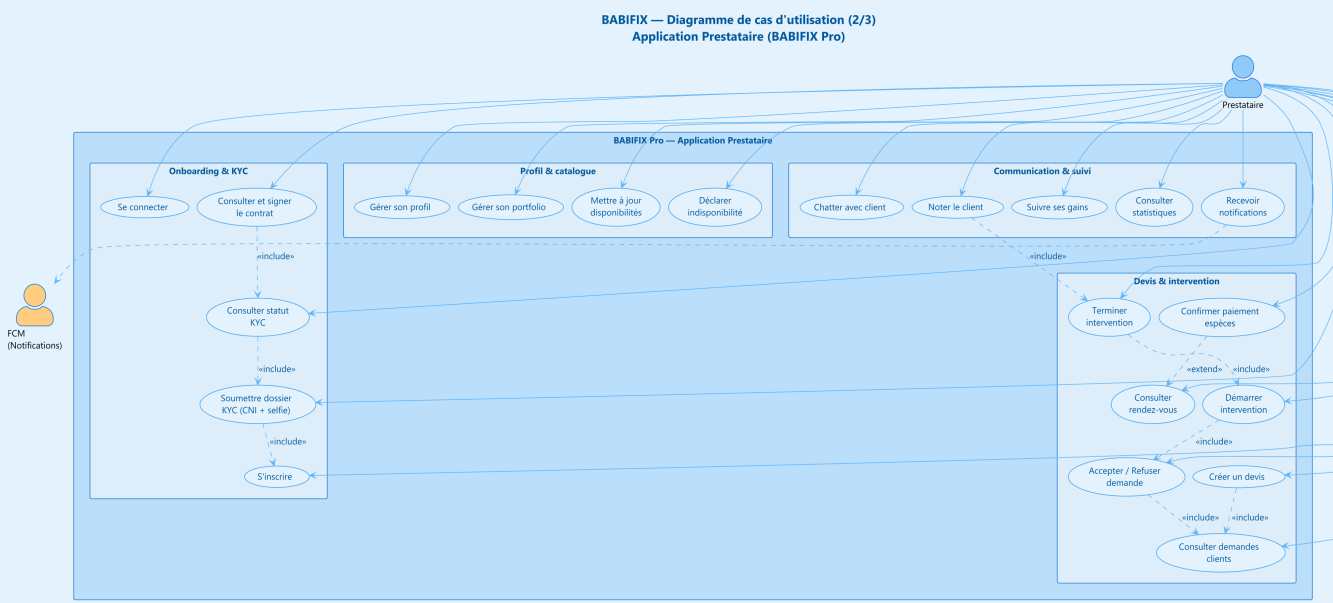 BABIFIX — Diagramme de cas d'utilisation (2/3)
Application Prestataire (BABIFIX Pro)
Prestataire
BABIFIX Pro — Application Prestataire
Onboarding & KYC
Profil & catalogue
Communication & suivi
Se connecter
Consulter et signer
le contrat
Gérer son profil
Gérer son portfolio
Mettre à jour
disponibilités
Déclarer
indisponibilité
Chatter avec client
Noter le client
Suivre ses gains
Consulter
statistiques
Recevoir
notifications
«include»
«include»
Devis & intervention
FCM
(Notifications)
Consulter statut
KYC
Terminer
intervention
Confirmer paiement
espèces
«include»
«extend»
«include»
Soumettre dossier
KYC (CNI + selfie)
Consulter
rendez-vous
Démarrer
intervention
«include»
«include»
S'inscrire
Accepter / Refuser
demande
Créer un devis
«include»
«include»
Consulter demandes
clients